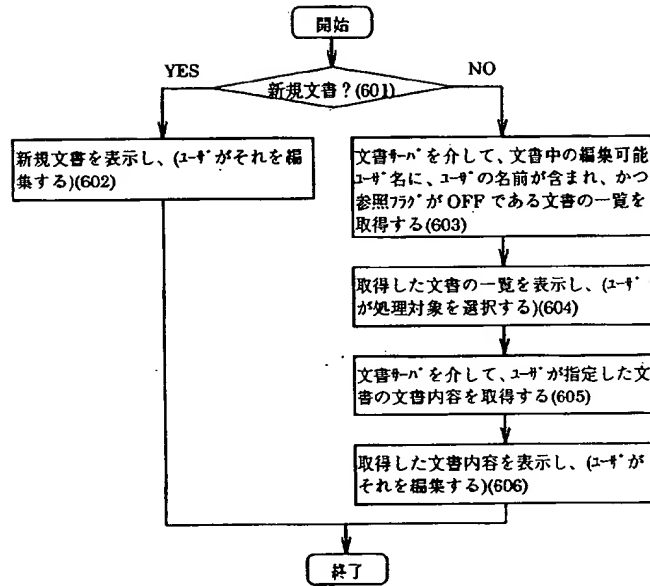 開始
YES
NO
新規文書?(601)
新規文書を表示し、(ﾕｰｻﾞがそれを編
集する)(602)
文書ｻｰﾊﾞを介して、文書中の編集可能
ﾕｰｻﾞ名に、ﾕｰｻﾞの名前が含まれ、かつ
参照ﾌﾗｸﾞが OFF である文書の一覧を
取得する(603)
取得した文書の一覧を表示し、(ﾕｰｻﾞ
が処理対象を選択する)(604)
文書ｻｰﾊﾞを介して、ﾕｰｻﾞが指定した文
書の文書内容を取得する(605)
取得した文書内容を表示し、(ﾕｰｻﾞが
それを編集する)(606)
終了